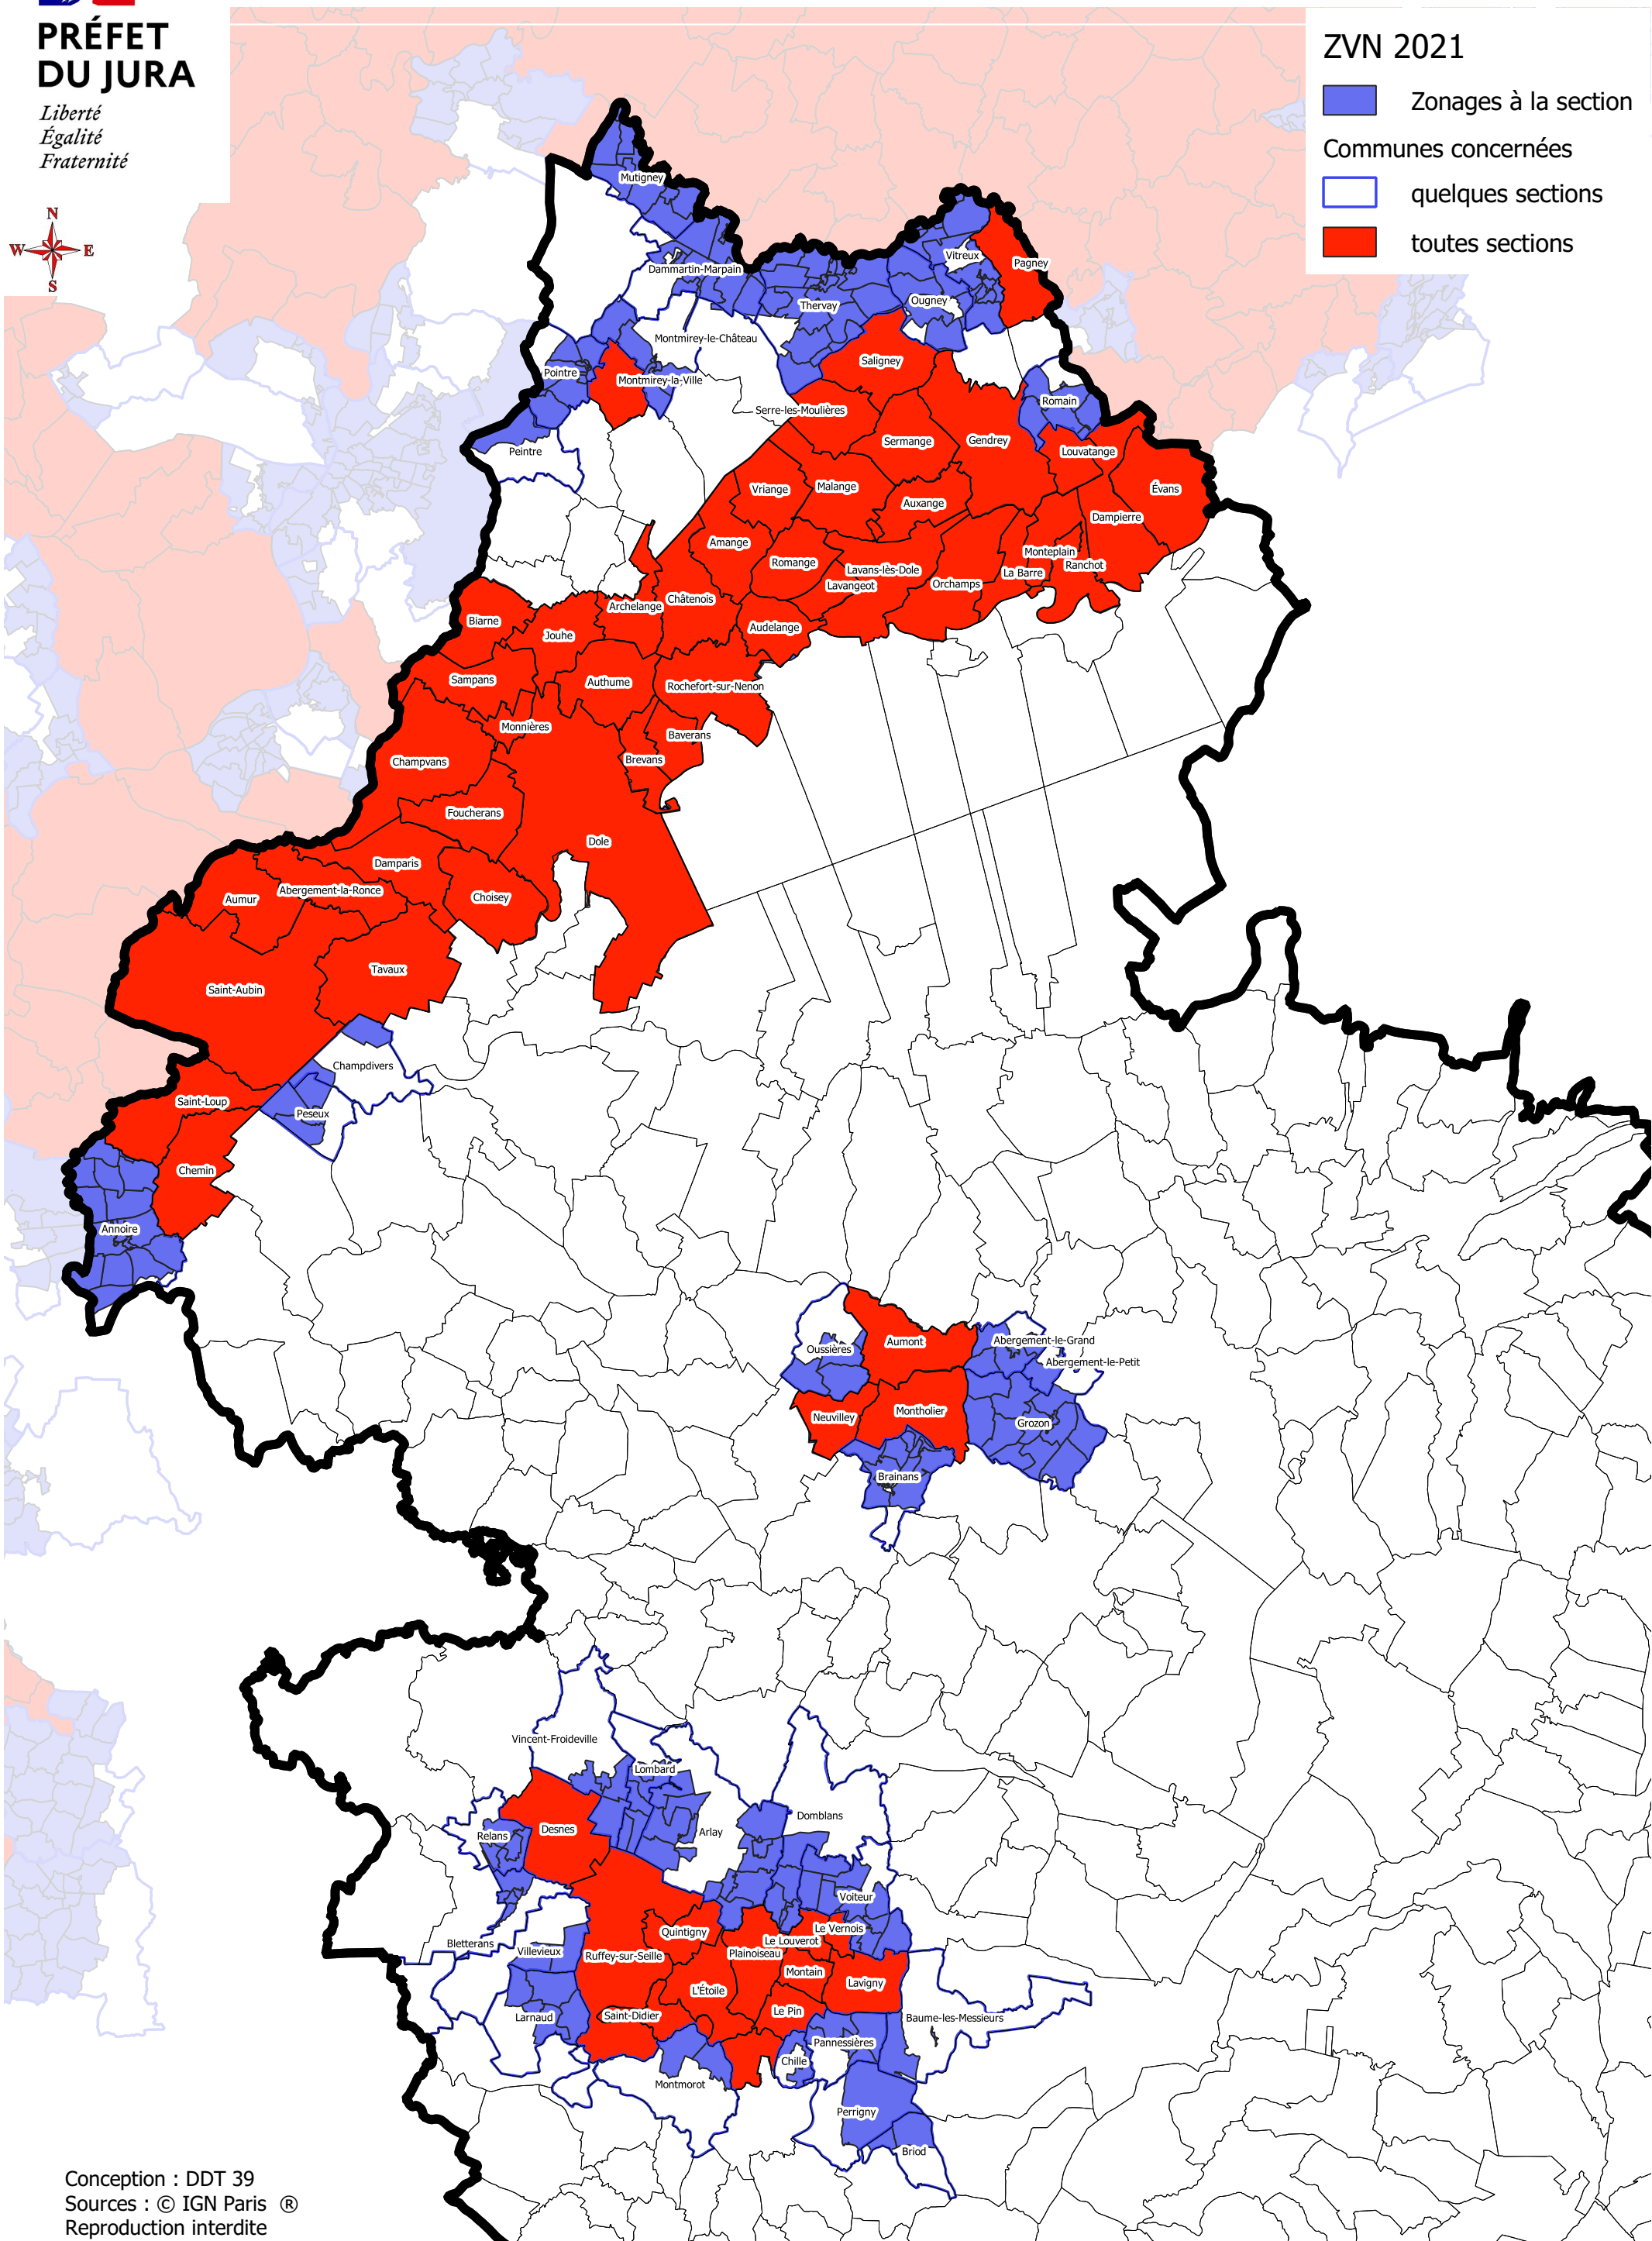 PRÉFET
DU JURA
Liberté
Égalité
Fraternité
N
W E
S
ZVN 2021
Zonages à la section
Communes concernées
quelques sections
toutes sections
Mutigney
Dammartin-Marpain
Vitreux
Pagney
Thervay
Ougney
Montmirey-le-Château
Saligney
Pointre
Montmirey-la-Ville
Romain
Serre-les-Moulières
Peintre
Sermange
Gendrey
Louvatange
Vriange
Malange
Évans
Auxange
Dampierre
Amange
Monteplain
Romange
Ranchot
Lavans-lès-Dole
La Barre
Lavangeot
Orchamps
Châtenois
Archelange
Biarne
Audelange
Jouhe
Sampans
Authume
Rochefort-sur-Nenon
Monnières
Baverans
Brevans
Champvans
Foucherans
Dole
Damparis
Abergement-la-Ronce
Aumur
Choisey
Tavaux
Saint-Aubin
Champdivers
Saint-Loup
Peseux
Chemin
Annoire
Oussières
Aumont
Abergement-le-Grand
Abergement-le-Petit
Neuvilley
Montholier
Grozon
Brainans
Vincent-Froideville
Lombard
Domblans
Relans
Desnes
Arlay
Voiteur
Quintigny
Le Vernois
Le Louverot
Bletterans
Villevieux
Ruffey-sur-Seille
Plainoiseau
Montain
Lavigny
L'Étoile
Le Pin
Larnaud
Saint-Didier
Baume-les-Messieurs
Pannessières
Chille
Montmorot
Perrigny
Briod
Conception : DDT 39
Sources : © IGN Paris ®
Reproduction interdite